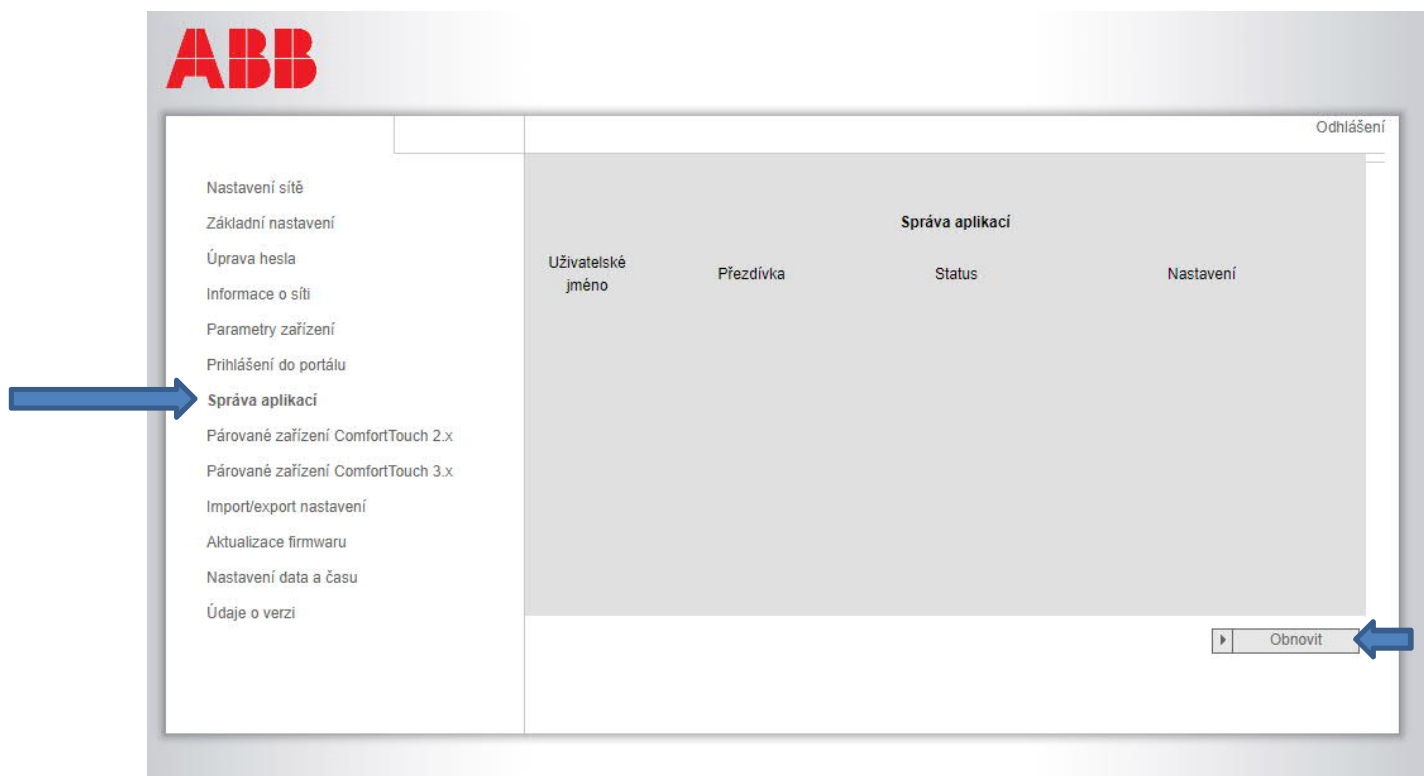 ABB
Odhlášení
Nastavení sítě
Základní nastavení
Úprava hesla
Informace o síti
Parametry zařízení
Prihlášení do portálu
Správa aplikací
Párované zařízení ComfortTouch 2.x
Párované zařízení ComfortTouch 3.x
Import/export nastavení
Aktualizace firmwaru
Nastavení data a času
Údaje o verzi
Správa aplikací
Uživatelské
jméno
Přezdívka
Status
Nastavení
Obnovit